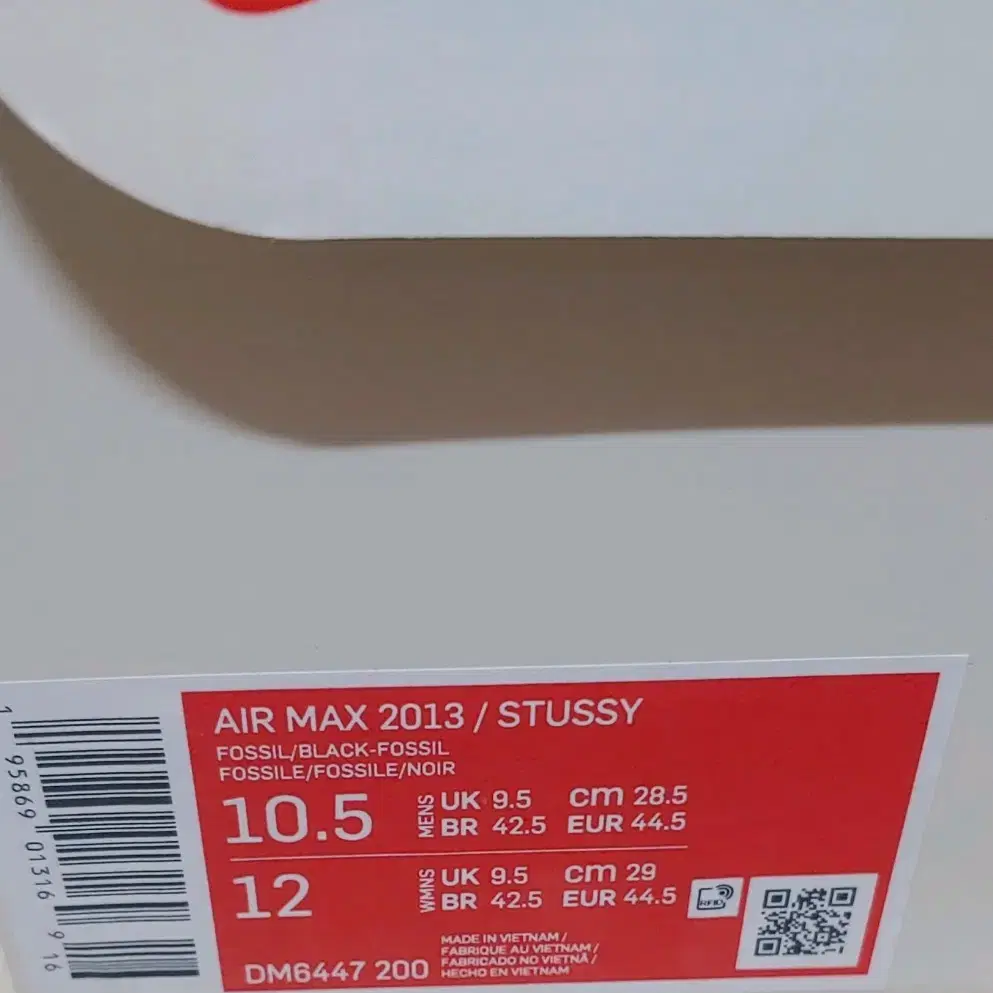 AIR MAX 2013 / STUSSY
FOSSIL/BLACK-FOSSIL
FOSSILE/FOSSILE/NOIR
10.5
MENS
UK 9.5 cm 28.5
BR 42.5 EUR 44.5
12
WMNS
UK 9.5 cm 29
BR 42.5 EUR 44.5
RFID
MADE IN VIETNAM /
FABRIQUE AU VIETNAM /
FABRICADO NO VIETNÃ /
HECHO EN VIETNAM
DM6447 200
1 95869 01316 9 16